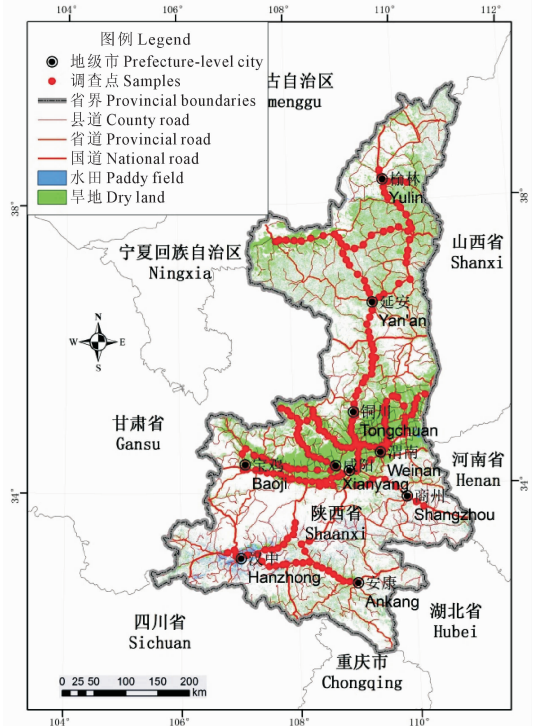 108°
110°
112°
图例 Legend
地级市 Prefecture-level city
调查点 Samples
省界 Provincial boundaries
县道 County road
省道 Provincial road
国道 National road
水田 Paddy field
旱地 Dry land
古自治区
menggu
38°
38°
榆林
Yulin
宁夏回族自治区
Ningxia
山西省
Shanxi
延安
Yan'an
N
W E
S
甘肃省
Gansu
铜川
Tongchuan
渭南
Weinan
河南省
Henan
宝鸡
Baoji
咸阳
Xianyang
34°
34°
商州
Shangzhou
陕西省
Shaanxi
汉中
Hanzhong
安康
Ankang
四川省
Sichuan
湖北省
Hubei
重庆市
Chongqing
0 25 50 100 150 200
km
104°
106°
108°
110°